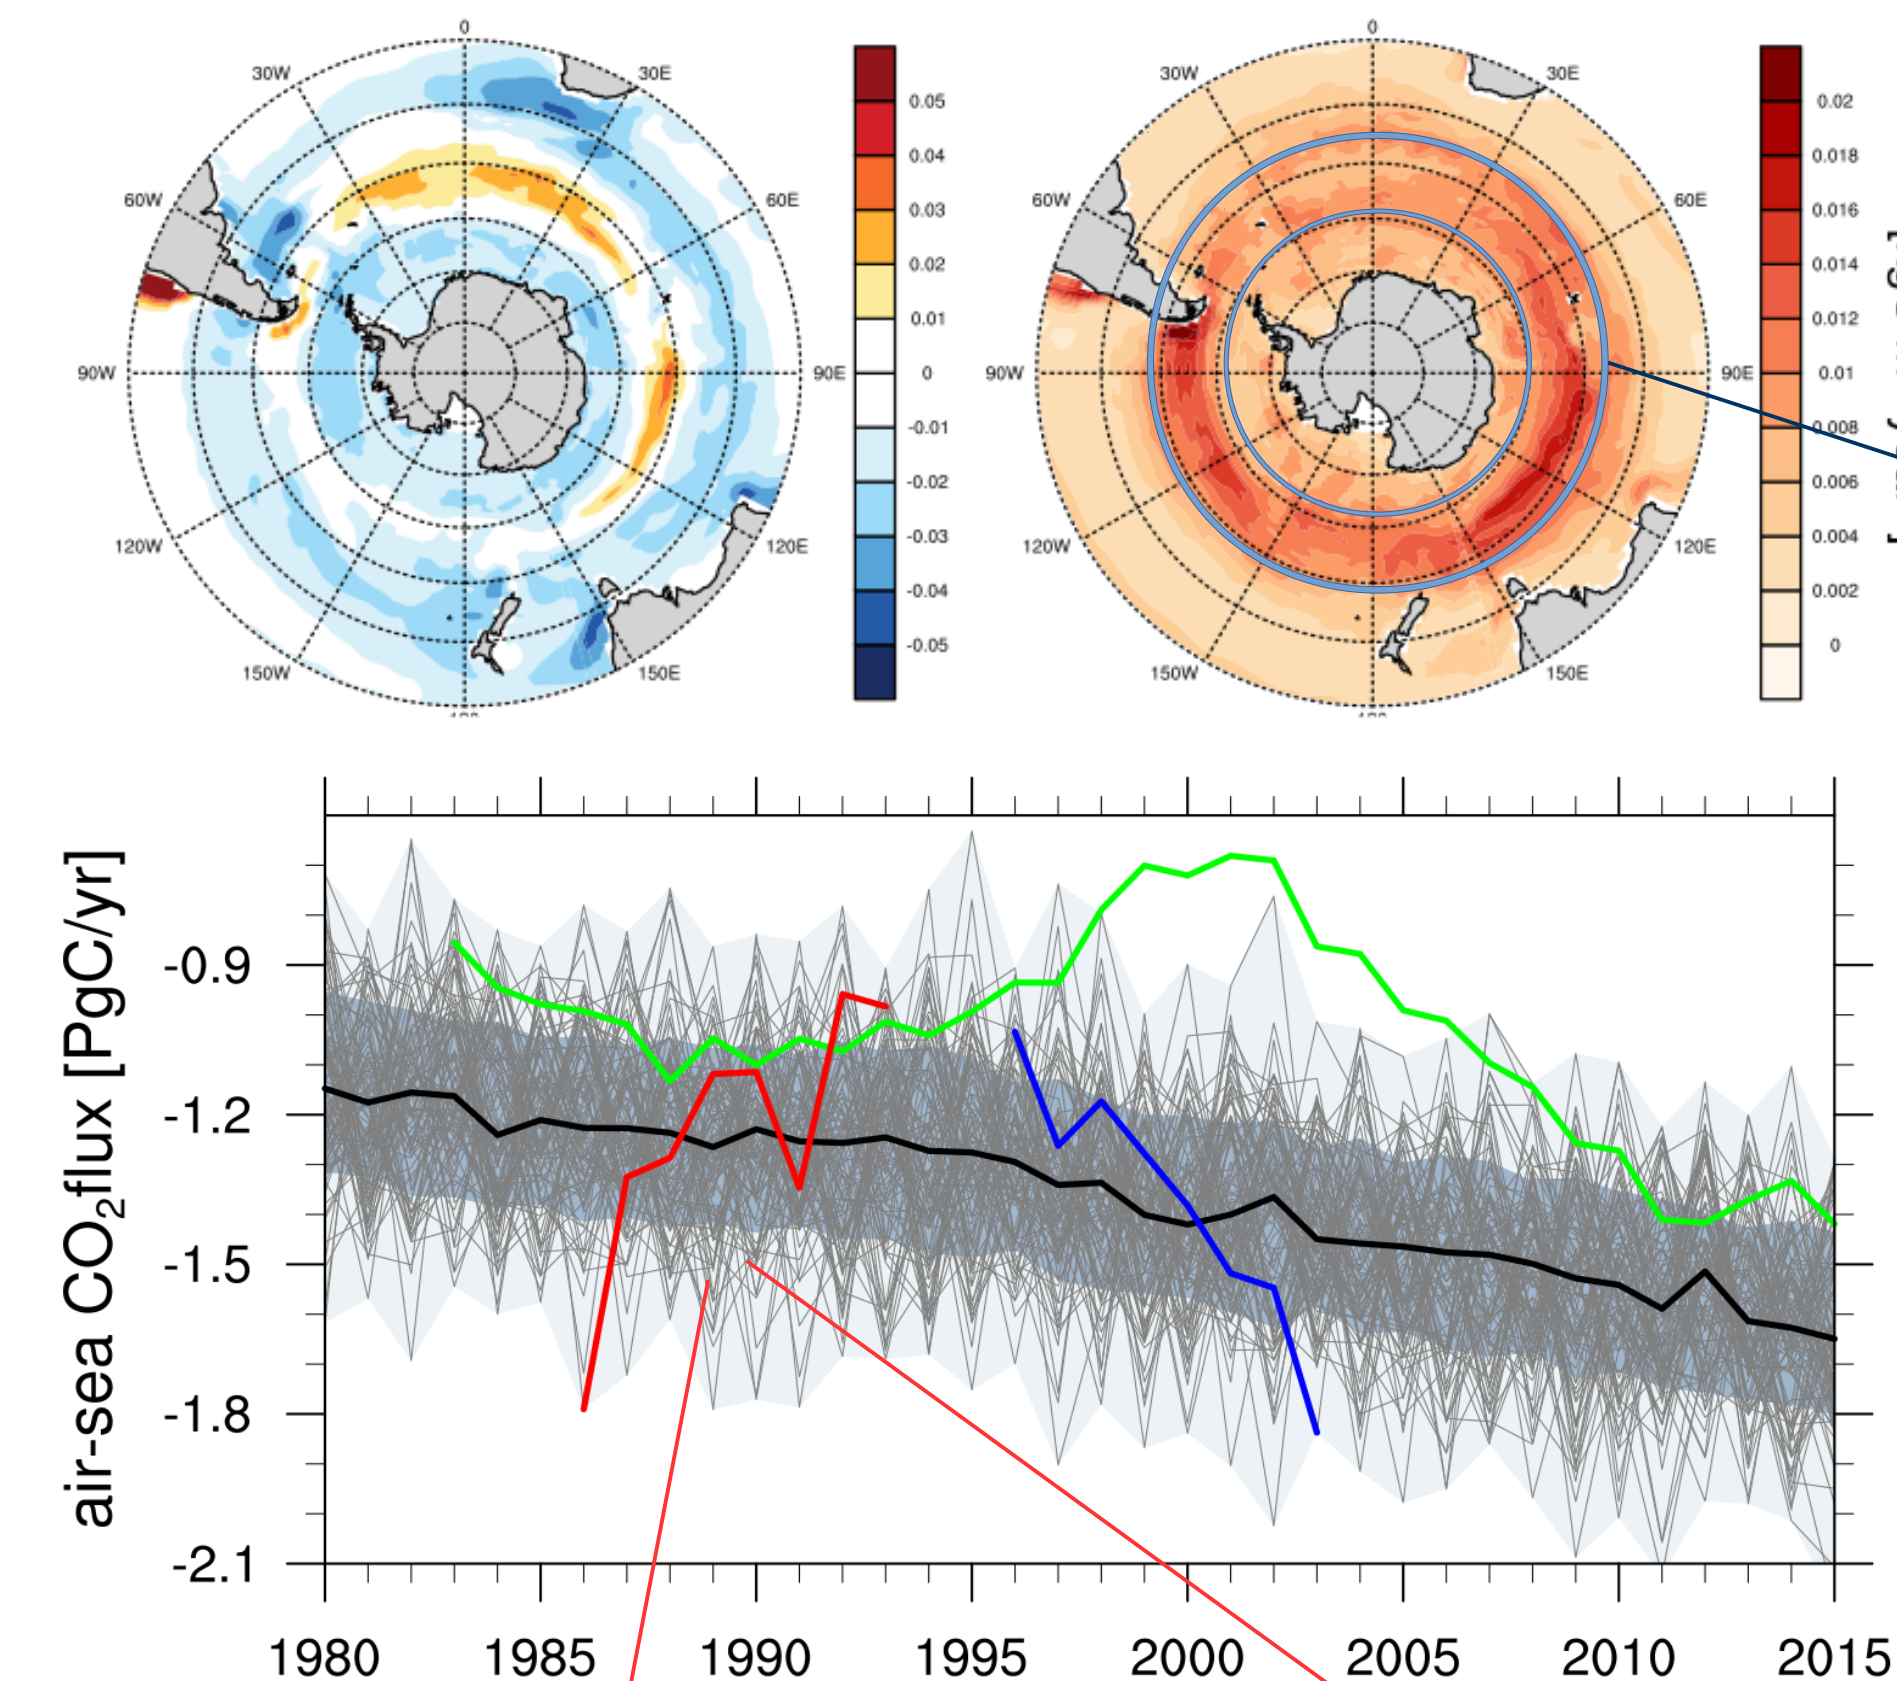 0
30W
30E
60W
60E
90W
90E
120W
120E
150W
150E
0.05
0.04
0.03
0.02
0.01
0
-0.01
-0.02
-0.03
-0.04
-0.05
0
30W
30E
60W
60E
90W
90E
120W
120E
150W
150E
0.02
0.018
0.016
0.014
0.012
0.01
0.008
0.006
0.004
0.002
0
air-sea CO₂flux [PgC/yr]
-0.9
-1.2
-1.5
-1.8
-2.1
1980 1985 1990 1995 2000 2005 2010 2015